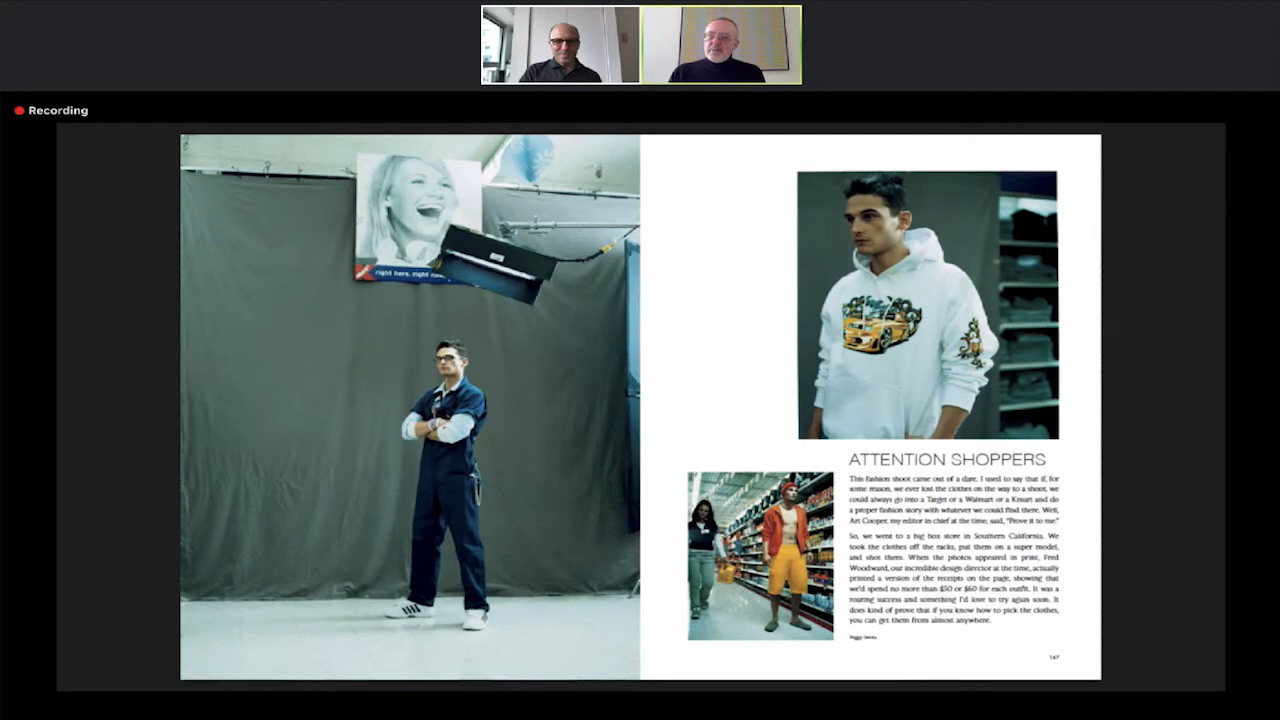 Recording
right here, right now
ATTENTION SHOPPERS
This fashion shoot came out of a dare. I used to say that if, for
some reason, we ever lost the clothes on the way to a shoot, we
could always go into a Target or a Walmart or a Kmart and do
a proper fashion story with whatever we could find there. Well,
Art Cooper, my editor in chief at the time, said, "Prove it to me."
So, we went to a big box store in Southern California. We
took the clothes off the racks, put them on a super model,
and shot them. When the photos appeared in print, Fred
Woodward, our incredible design director at the time, actually
printed a version of the receipts on the page, showing that
we'd spend no more than $50 or $60 for each outfit. It was a
roaring success and something I'd love to try again soon. It
does kind of prove that if you know how to pick the clothes,
you can get them from almost anywhere.
Peggy Sirota
167